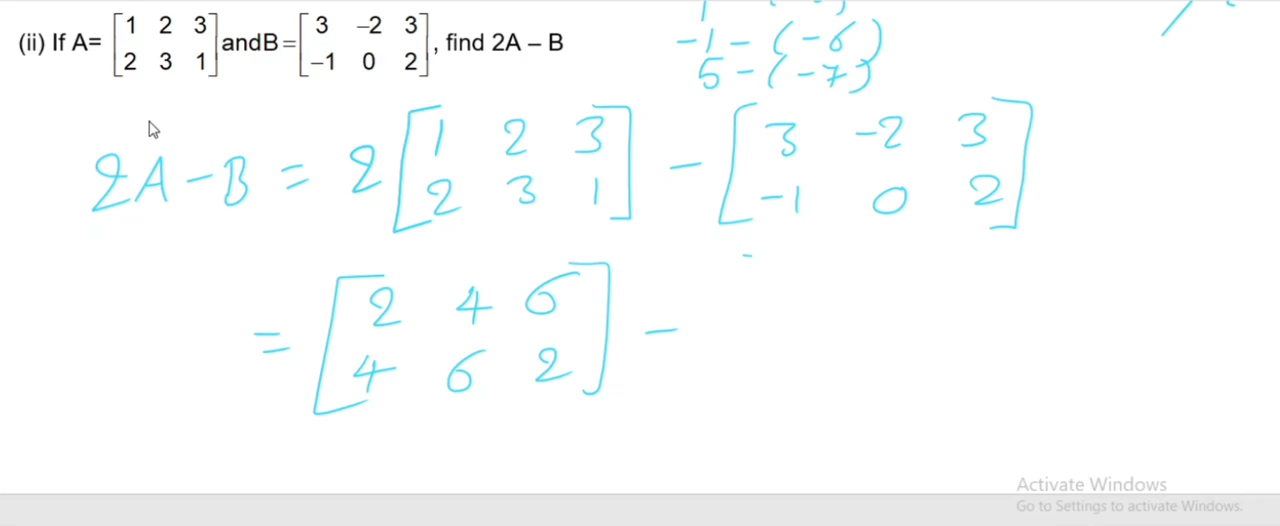 (ii) If A= [1 2 3 / 2 3 1] and B = [3 –2 3 / –1 0 2] , find 2A – B
-1 - (-6)
5 - (-7)
2A - B = 2 [1 2 3 / 2 3 1] - [3 -2 3 / -1 0 2]
= [2 4 6 / 4 6 2] -
Activate Windows
Go to Settings to activate Windows.